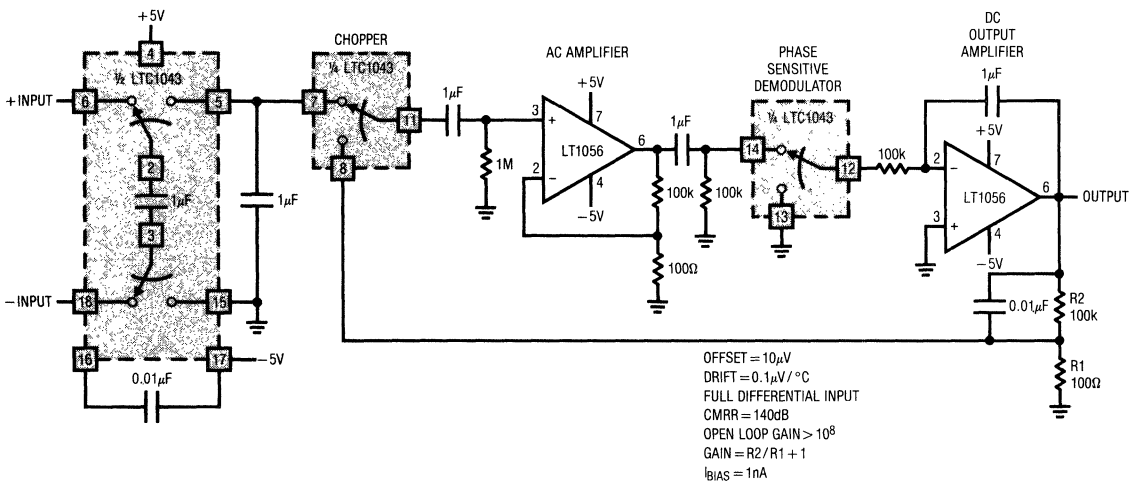 +5V
4
½ LTC1043
+INPUT
6
5
2
1µF
3
1µF
−INPUT
18
15
16
17
−5V
0.01µF
CHOPPER
¼ LTC1043
7
11
8
1µF
1M
AC AMPLIFIER
+5V
3
+
7
LT1056
6
2
−
4
−5V
1µF
100k
100k
100Ω
PHASE
SENSITIVE
DEMODULATOR
¼ LTC1043
14
12
13
100k
DC
OUTPUT
AMPLIFIER
1µF
+5V
2
−
7
LT1056
6
OUTPUT
3
+
4
−5V
0.01µF
R2
100k
R1
100Ω
OFFSET = 10µV
DRIFT = 0.1µV/°C
FULL DIFFERENTIAL INPUT
CMRR = 140dB
OPEN LOOP GAIN > 10⁸
GAIN = R2/R1 + 1
I_BIAS = 1nA